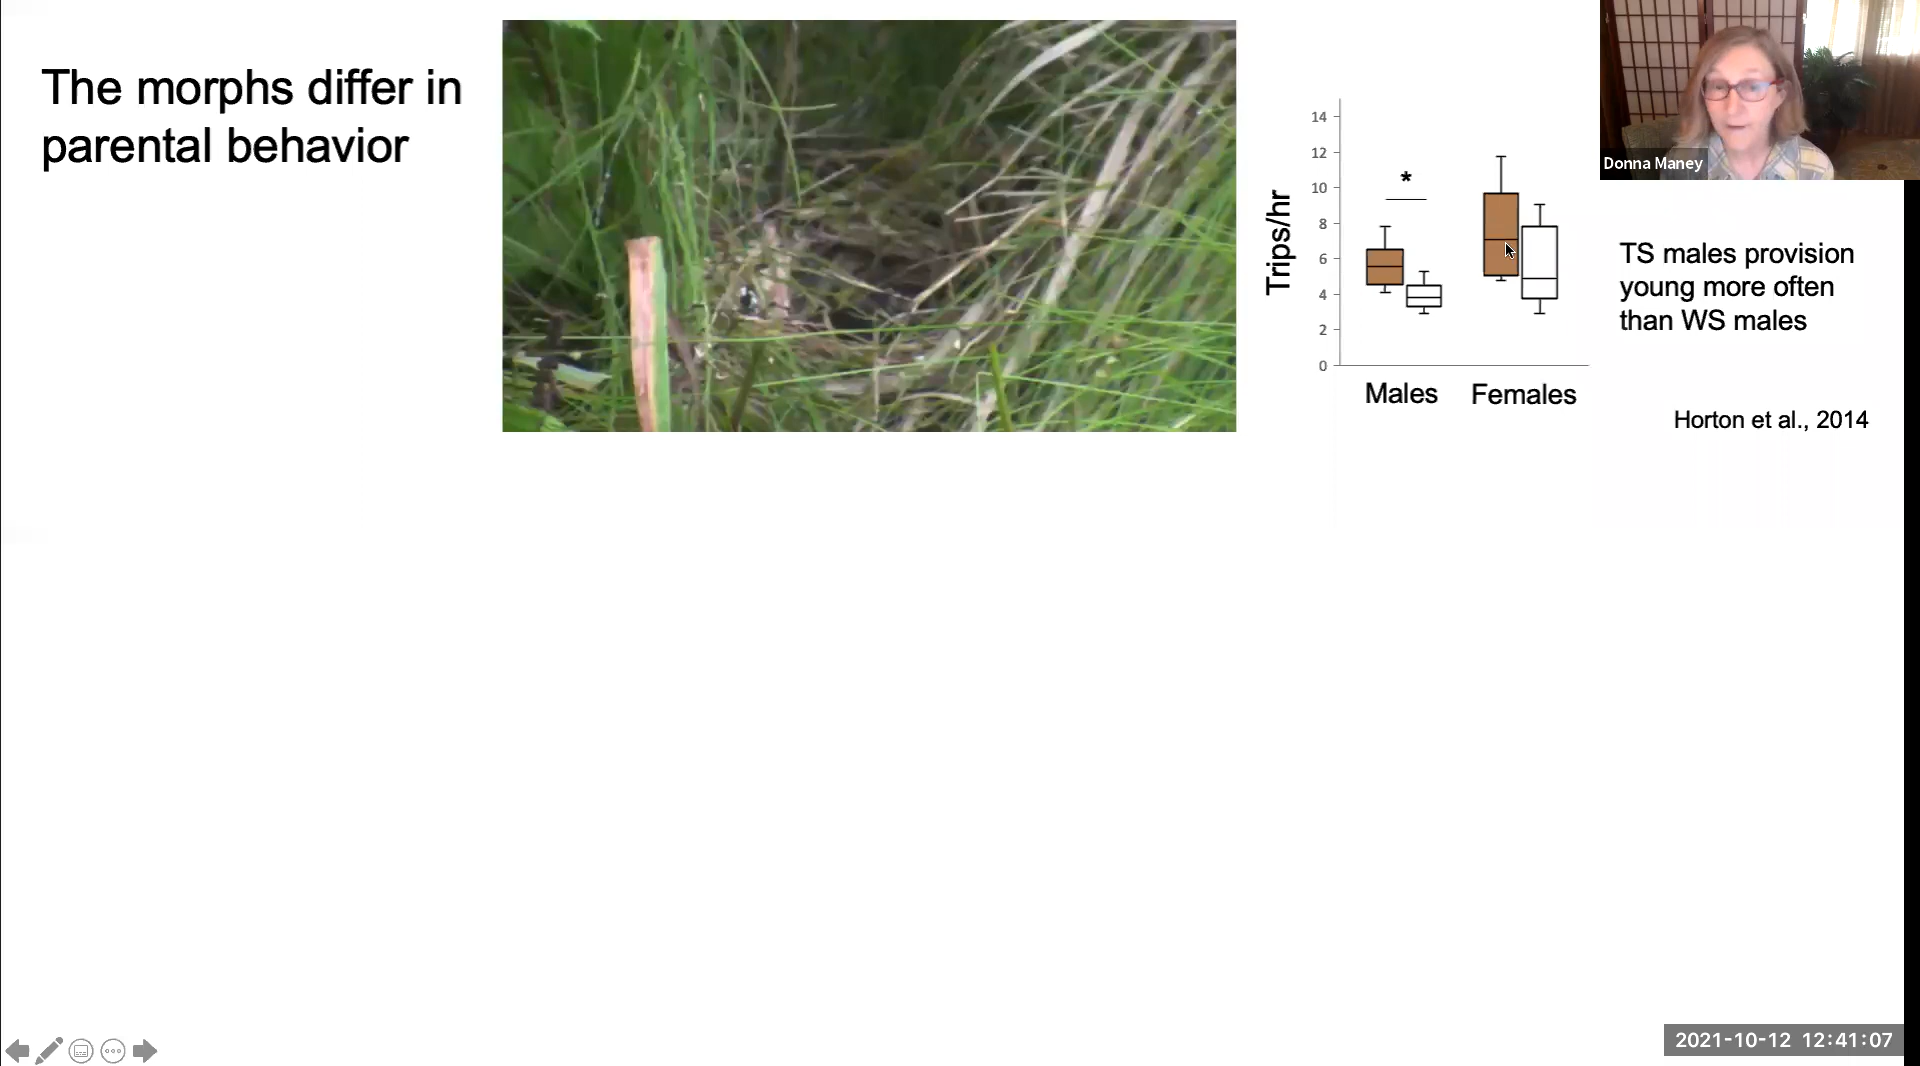 The morphs differ in
parental behavior
Trips/hr
14
12
10
8
6
4
2
0
*
Males
Females
Donna Maney
TS males provision
young more often
than WS males
Horton et al., 2014
2021-10-12 12:41:07